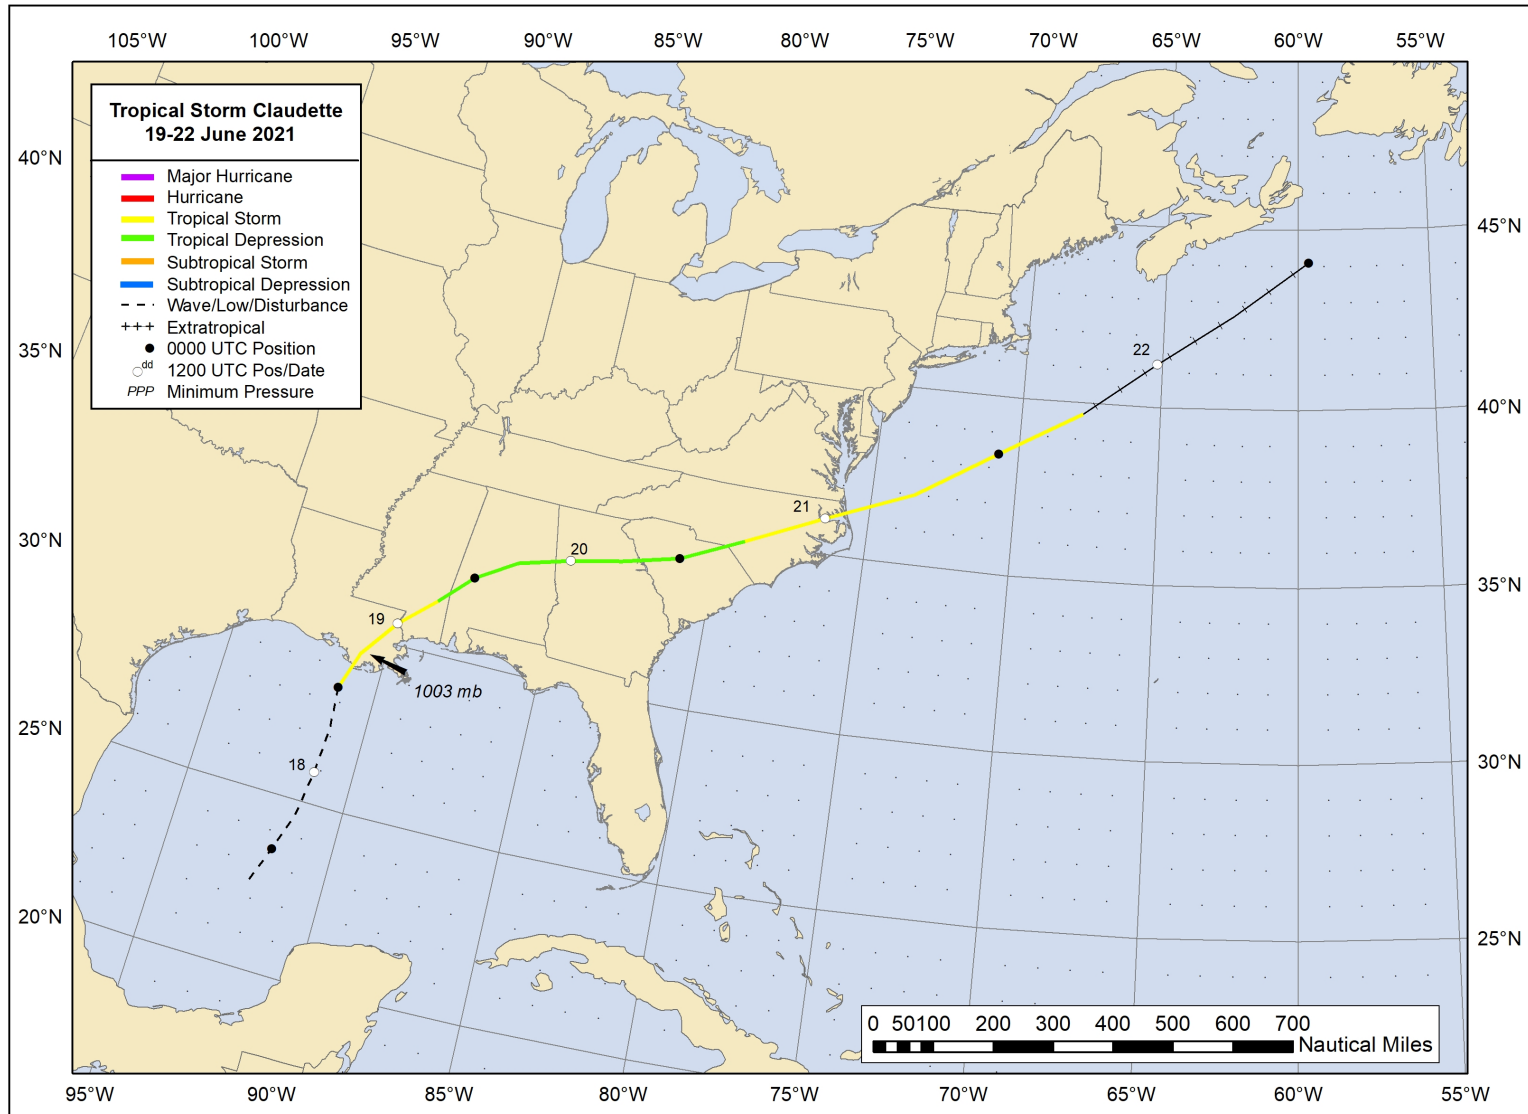 105°W 100°W 95°W 90°W 85°W 80°W 75°W 70°W 65°W 60°W 55°W
Tropical Storm Claudette
19-22 June 2021
Major Hurricane
Hurricane
Tropical Storm
Tropical Depression
Subtropical Storm
Subtropical Depression
Wave/Low/Disturbance
+++ Extratropical
0000 UTC Position
dd 1200 UTC Pos/Date
PPP Minimum Pressure
40°N
35°N
30°N
25°N
20°N
45°N
40°N
35°N
30°N
25°N
22
21
20
19
1003 mb
18
0 50 100 200 300 400 500 600 700
Nautical Miles
95°W 90°W 85°W 80°W 75°W 70°W 65°W 60°W 55°W